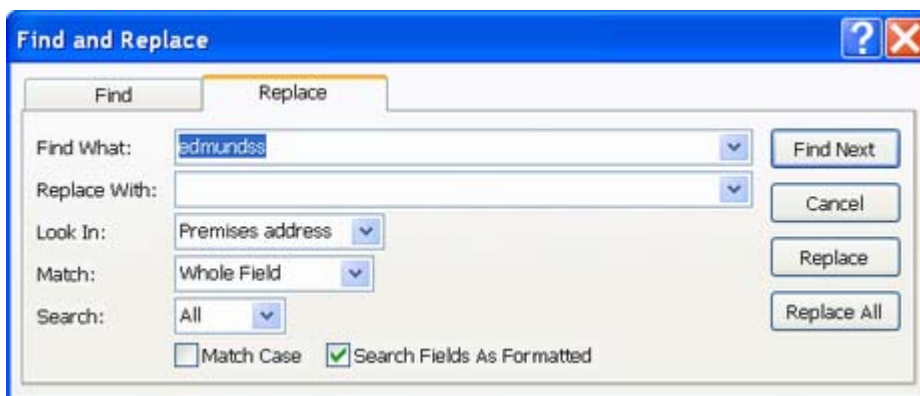 Find and Replace
Find Replace
Find What: edmundss Find Next
Replace With: Cancel
Look In: Premises address
Match: Whole Field Replace
Search: All Replace All
Match Case Search Fields As Formatted